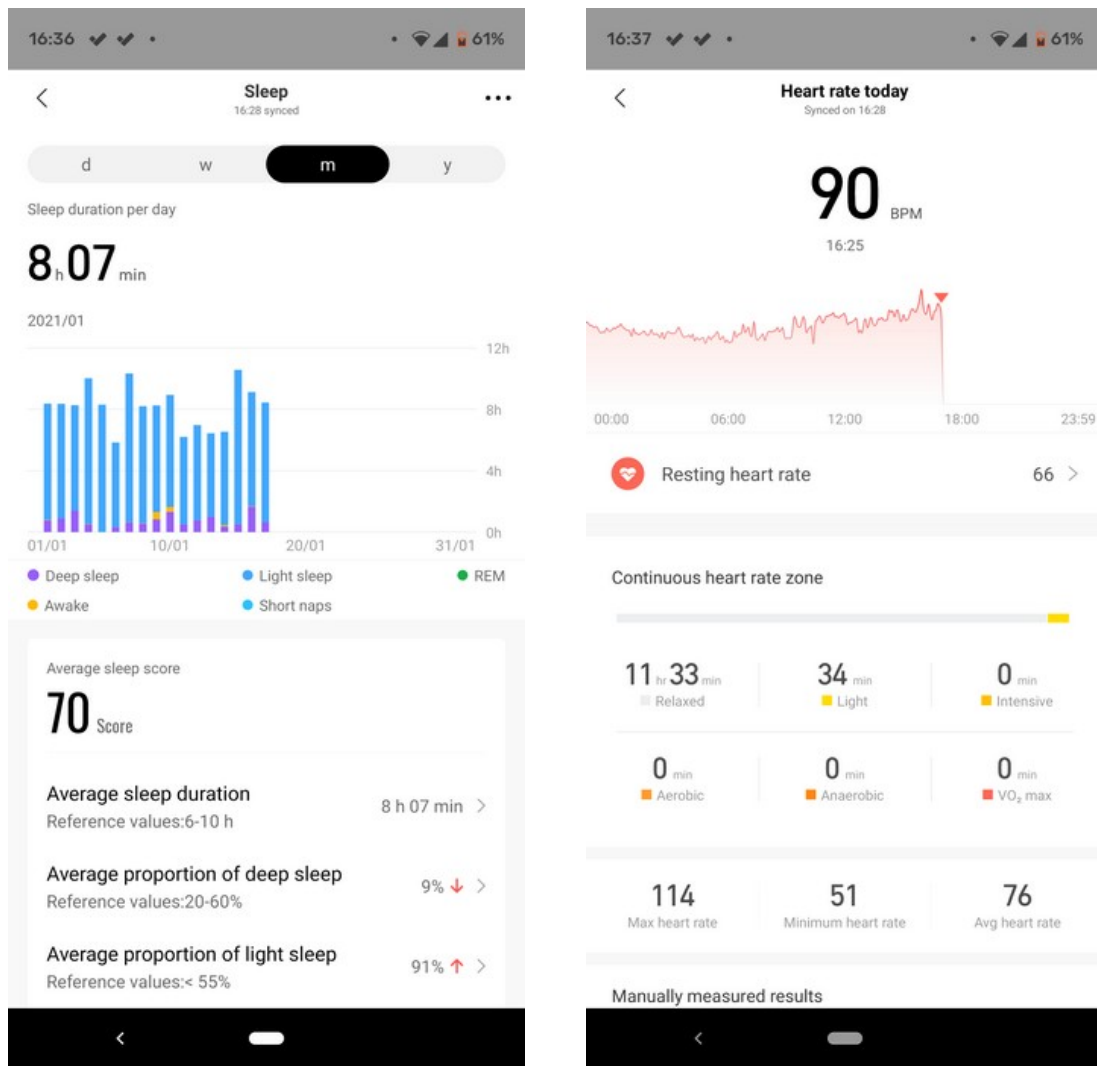 16:36
61%
Sleep
16:28 synced
d w m y
Sleep duration per day
8 h 07 min
2021/01
12h
8h
4h
0h
01/01 10/01 20/01 31/01
Deep sleep Light sleep REM
Awake Short naps
Average sleep score
70 Score
Average sleep duration
8 h 07 min
Reference values:6-10 h
Average proportion of deep sleep
9%
Reference values:20-60%
Average proportion of light sleep
91%
Reference values:< 55%
16:37
61%
Heart rate today
Synced on 16:28
90 BPM
16:25
00:00 06:00 12:00 18:00 23:59
Resting heart rate 66
Continuous heart rate zone
11 hr 33 min 34 min 0 min
Relaxed Light Intensive
0 min 0 min 0 min
Aerobic Anaerobic VO₂ max
114 51 76
Max heart rate Minimum heart rate Avg heart rate
Manually measured results